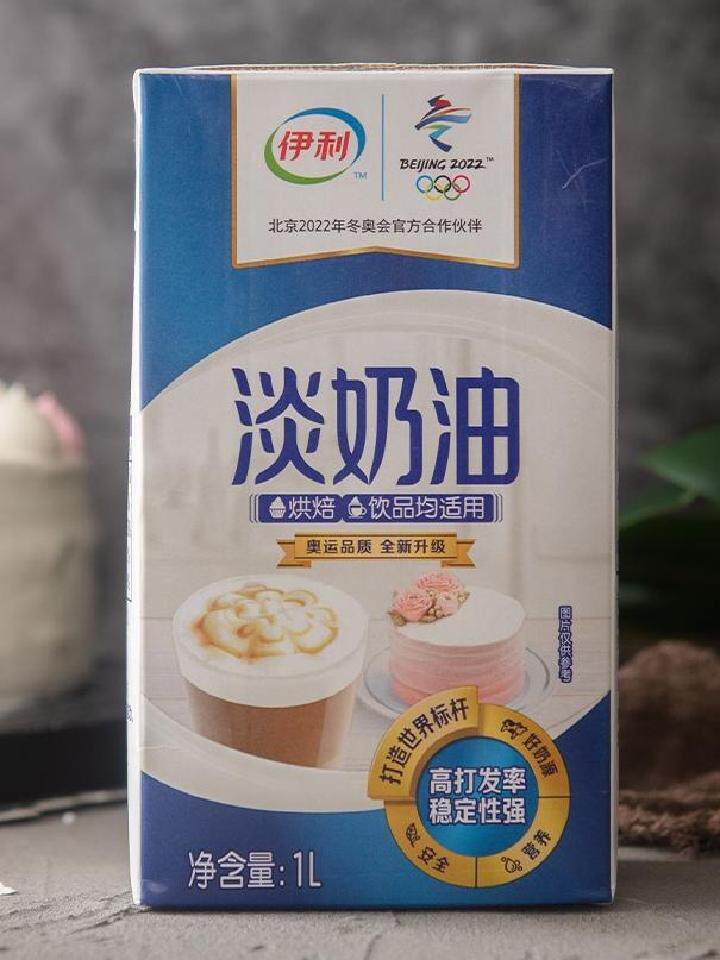 伊利
TM
BEIJING 2022™
北京2022年冬奥会官方合作伙伴
淡奶油
烘焙 饮品均适用
奥运品质 全新升级
图片仅供参考
打造世界标杆
好奶源
高打发率
稳定性强
安全
营养
净含量:1L